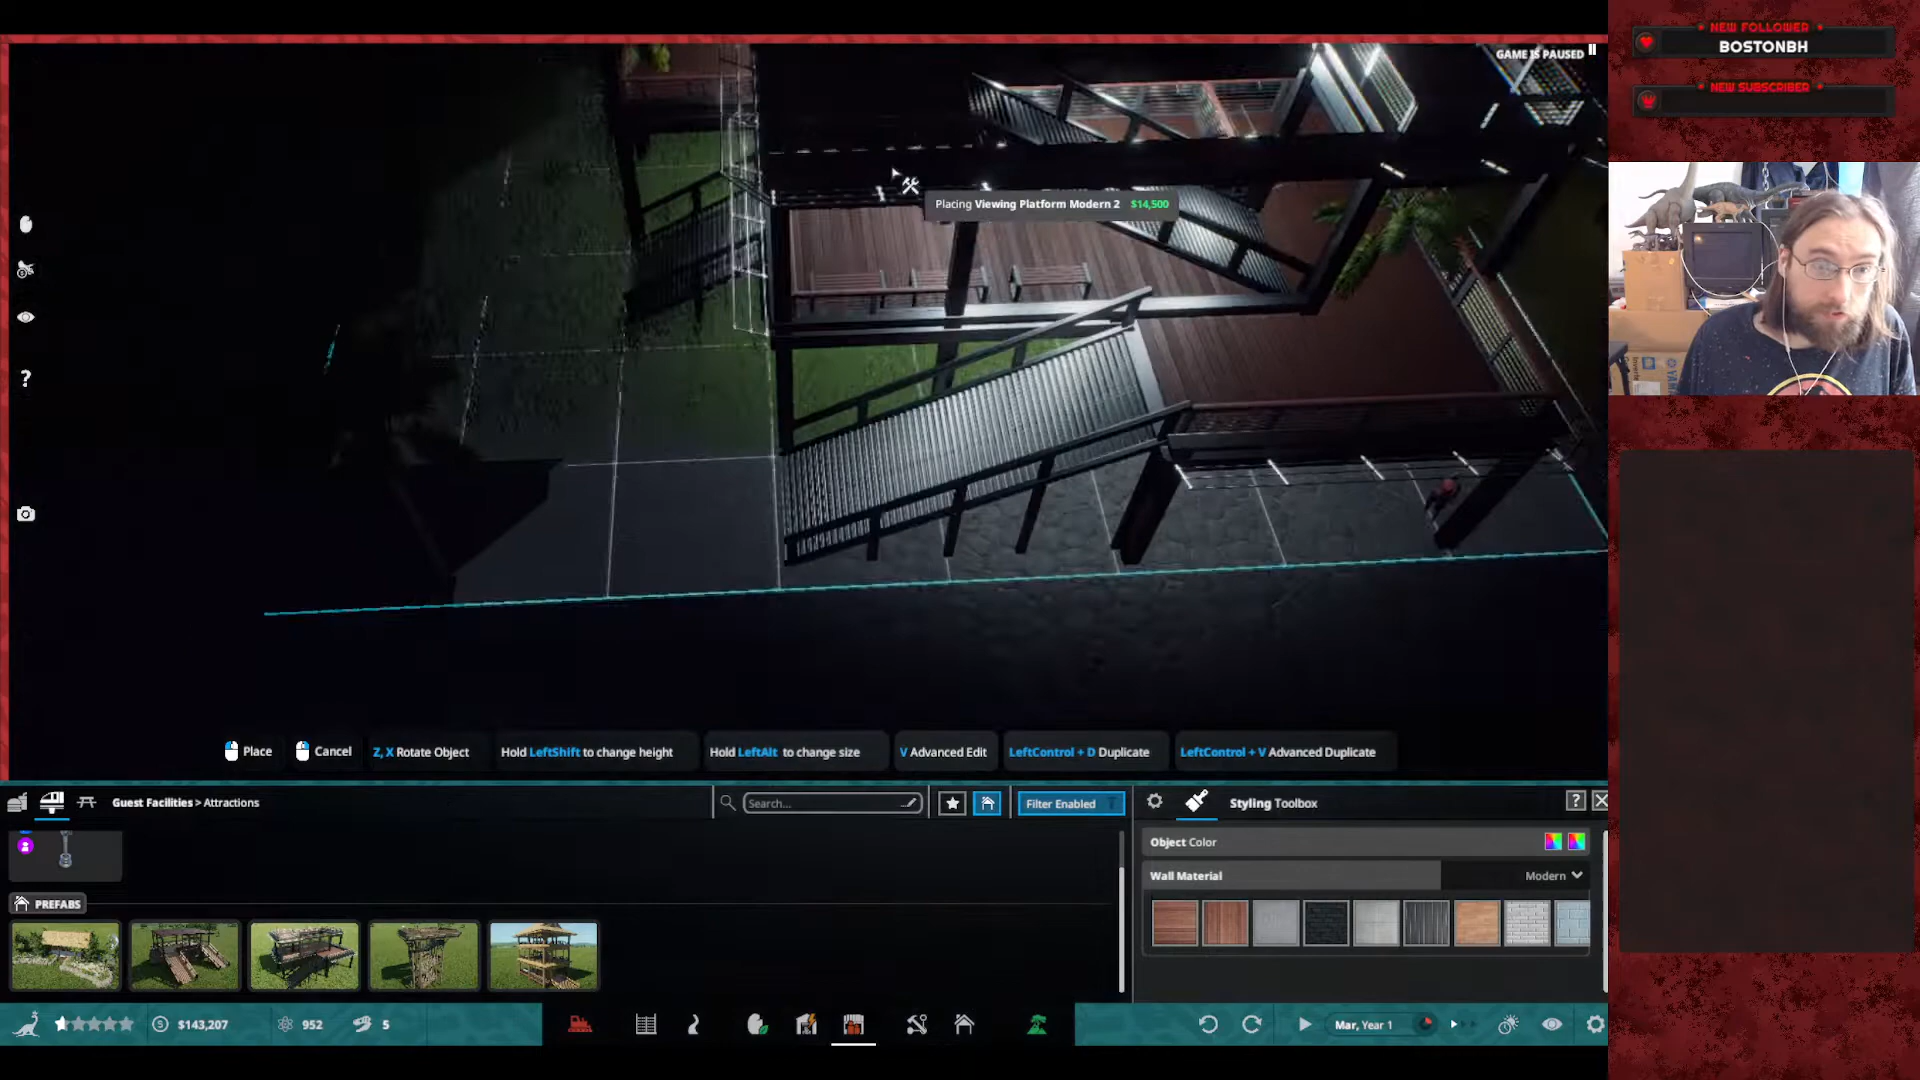 NEW FOLLOWER
BOSTONBH
NEW SUBSCRIBER
GAME IS PAUSED
Placing Viewing Platform Modern 2 $14,500
?
Place
Cancel
Z, X Rotate Object
Hold LeftShift to change height
Hold LeftAlt to change size
V Advanced Edit
LeftControl + D Duplicate
LeftControl + V Advanced Duplicate
Guest Facilities > Attractions
Search...
Filter Enabled
Styling Toolbox
?
Object Color
Wall Material
Modern
PREFABS
$143,207
952
5
Mar, Year 1